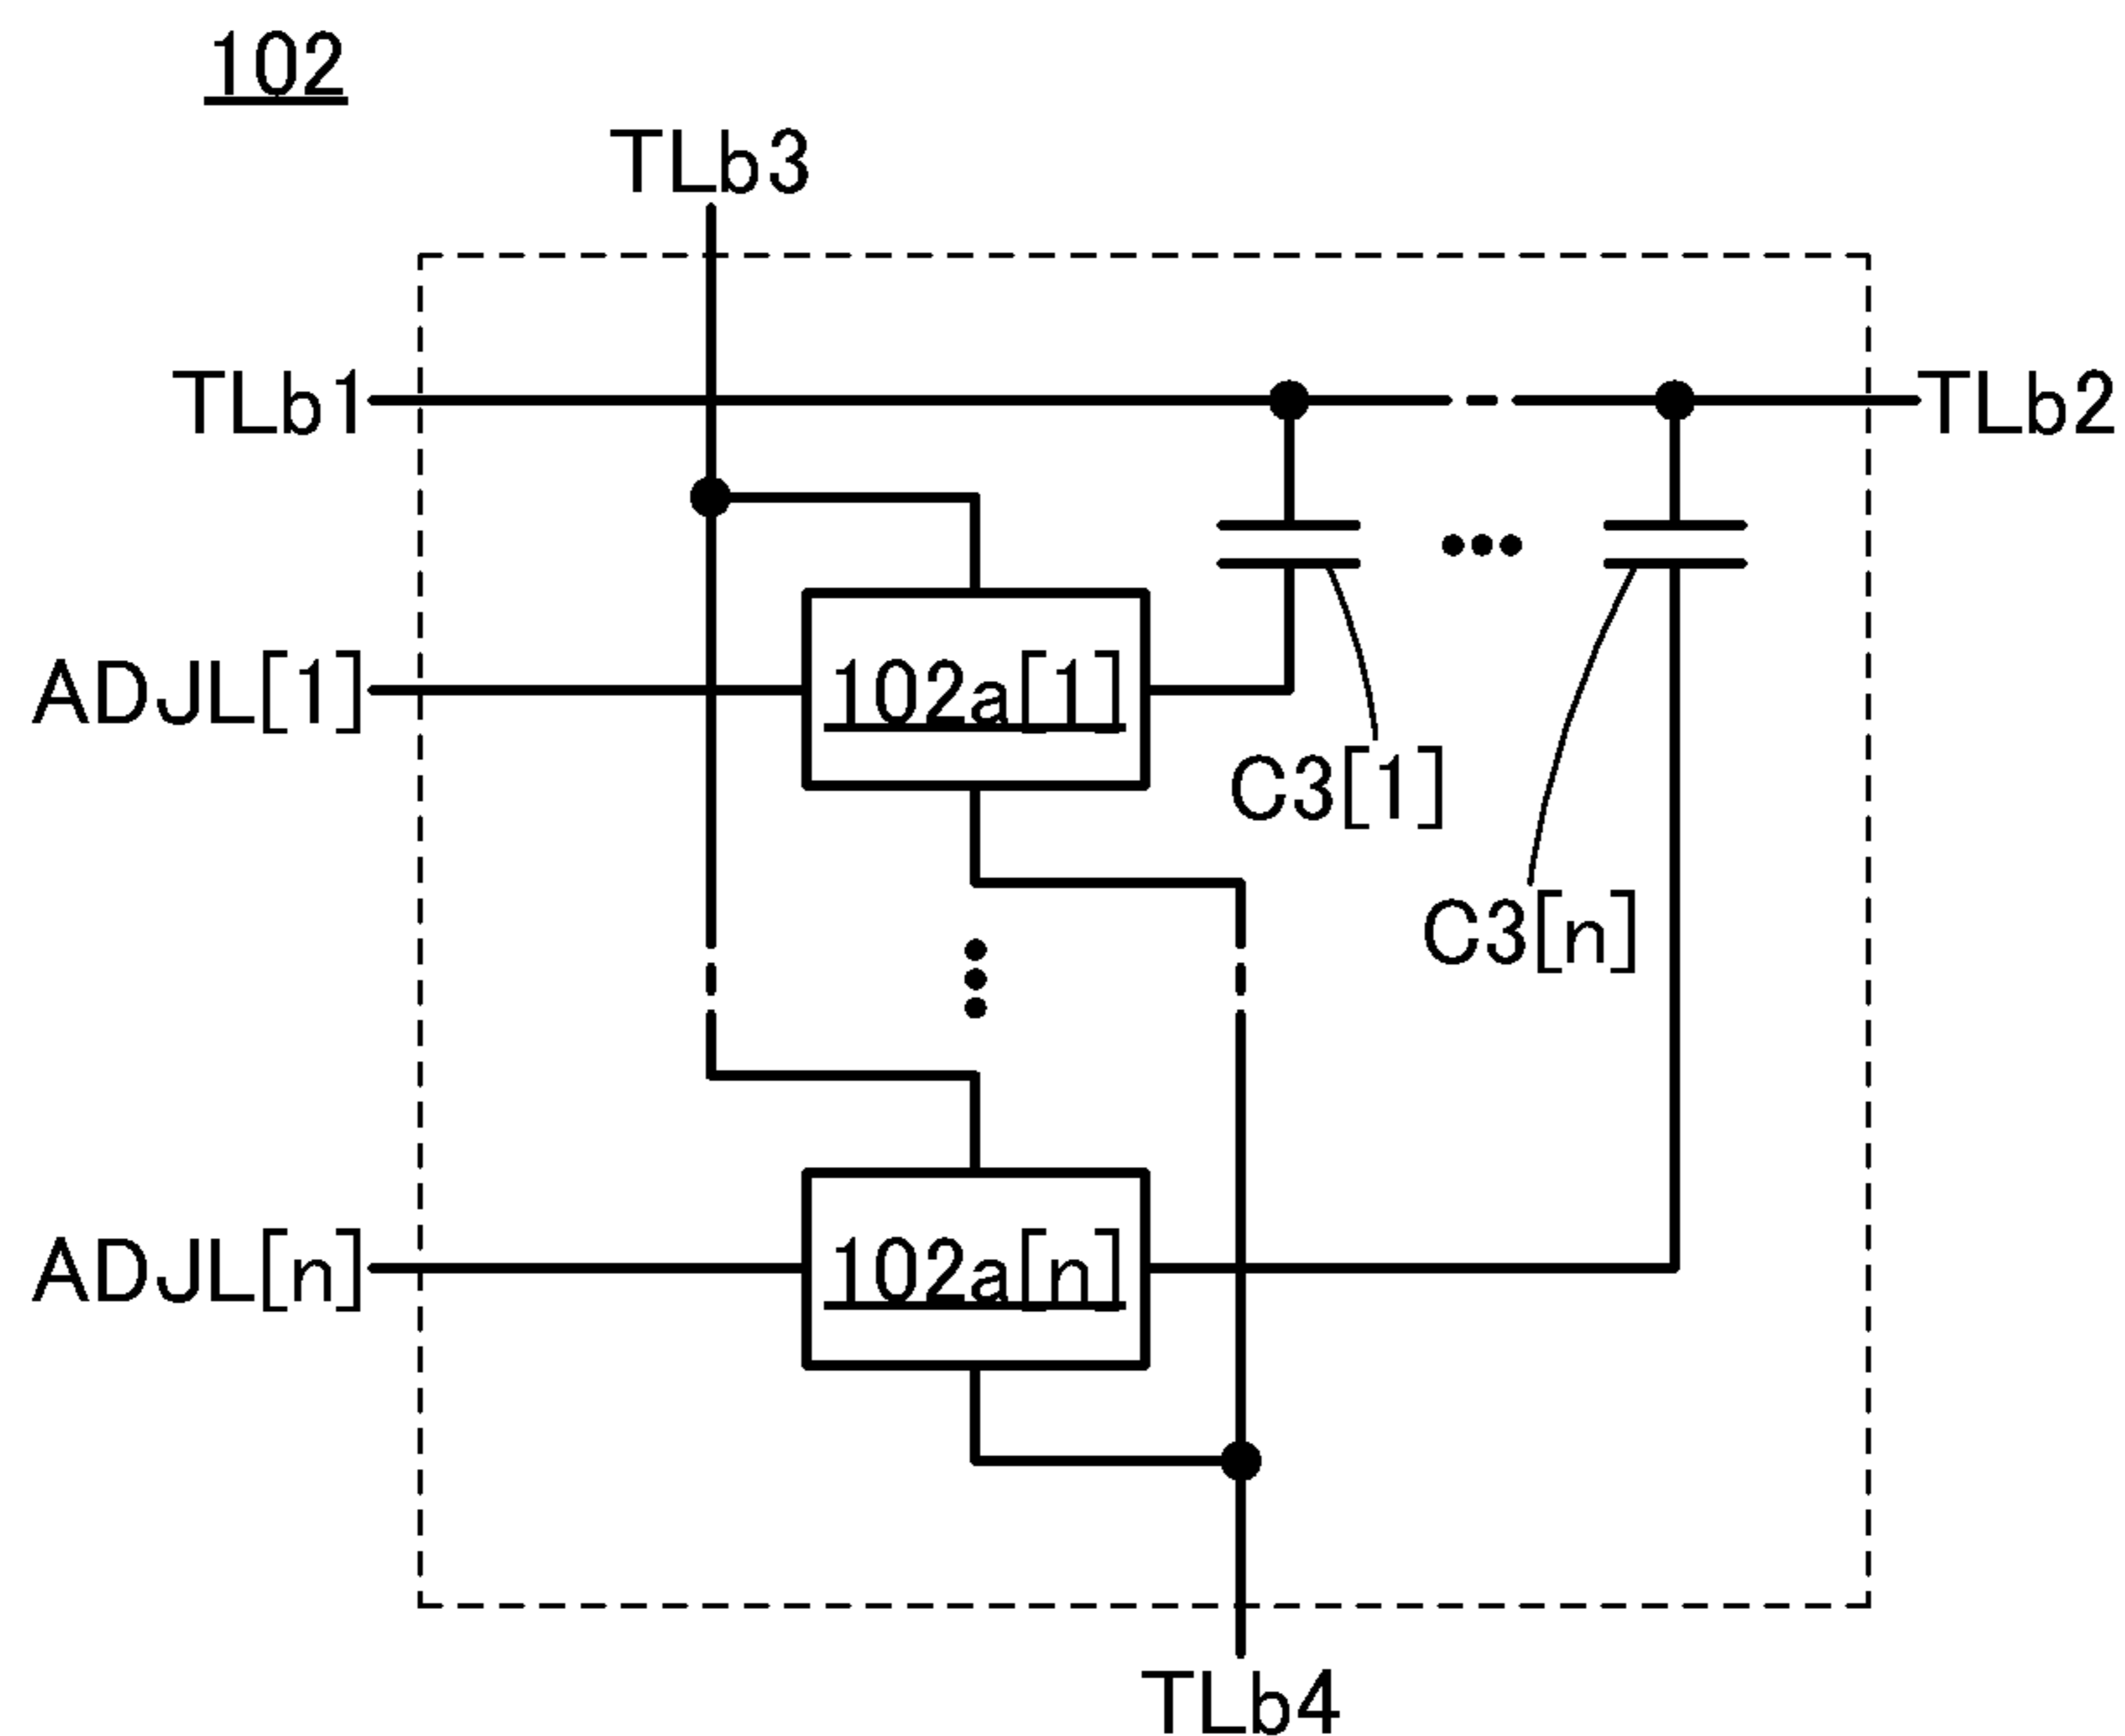 102
TLb3
TLb1
TLb2
ADJL[1]
102a[1]
C3[1]
C3[n]
ADJL[n]
102a[n]
TLb4